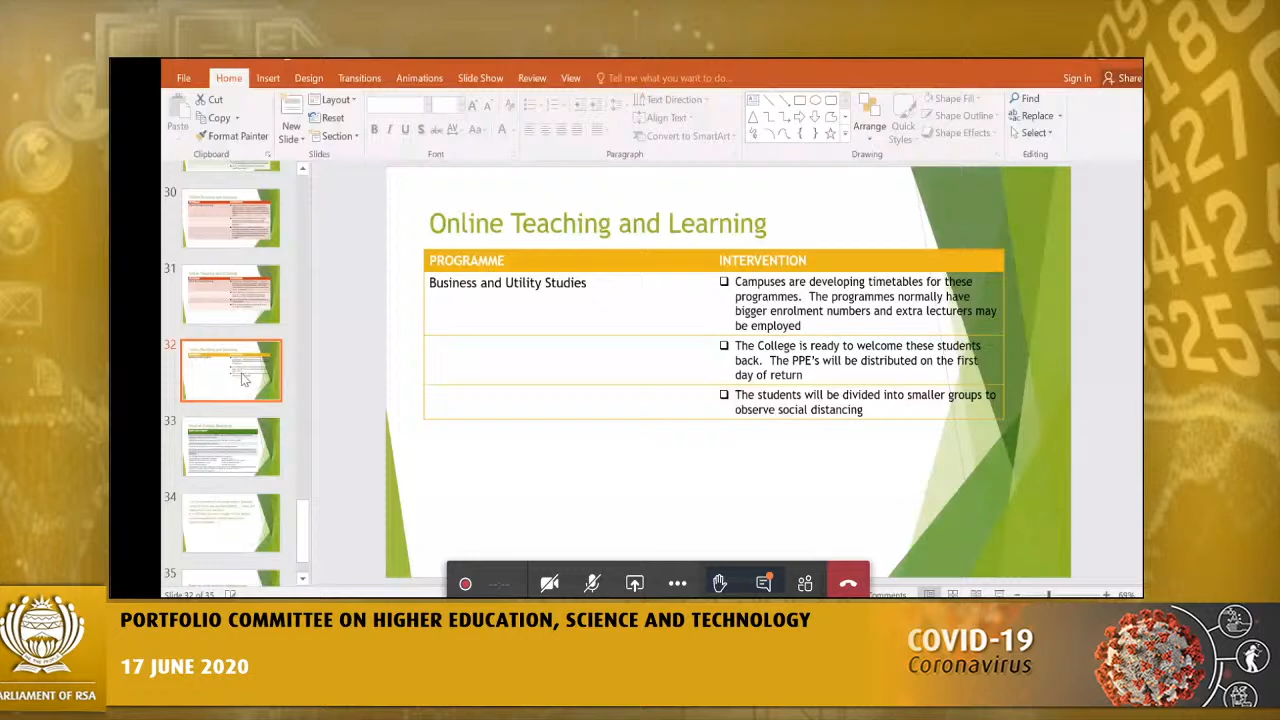 File Home Insert Design Transitions Animations Slide Show Review View Tell me what you want to do... Sign in Share
Cut
Copy
Format Painter
Paste
Clipboard
New
Slide
Layout
Reset
Section
Slides
Font
Text Direction
Align Text
Convert to SmartArt
Paragraph
Arrange
Quick
Styles
Shape Fill
Shape Outline
Shape Effects
Drawing
Find
Replace
Select
Editing
30
31
32
33
34
35
Online Teaching and Learning
PROGRAMME INTERVENTION
Business and Utility Studies
Campuses are developing timetables for these
programmes. The programmes normally have
bigger enrolment numbers and extra lecturers may
be employed
The College is ready to welcome these students
back. The PPE's will be distributed on the first
day of return
The students will be divided into smaller groups to
observe social distancing
Slide 32 of 35
69%
PORTFOLIO COMMITTEE ON HIGHER EDUCATION, SCIENCE AND TECHNOLOGY
17 JUNE 2020
COVID-19
Coronavirus
ARLIAMENT OF RSA